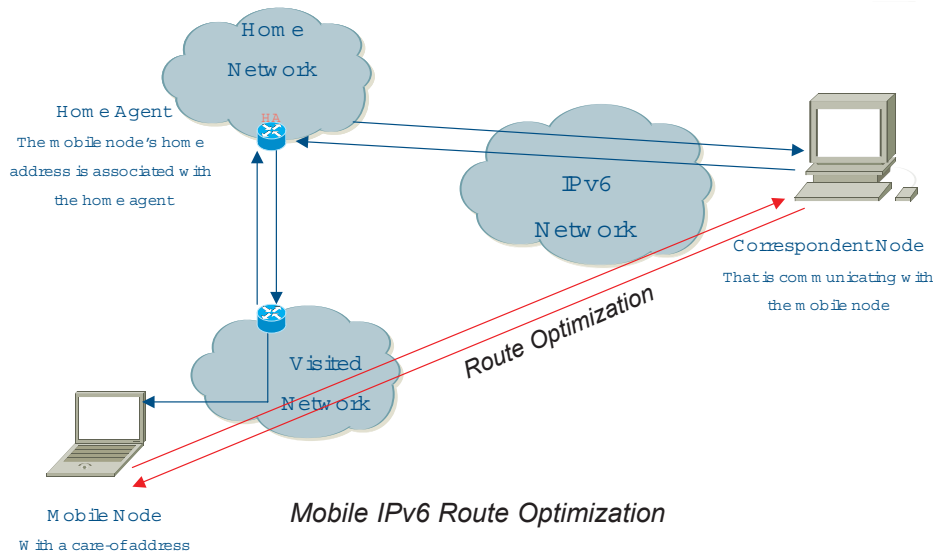 Home
Network
HA
Home Agent
The mobile node's home
address is associated with
the home agent
IPv6
Network
Correspondent Node
That is communicating with
the mobile node
Route Optimization
Visited
Network
Mobile IPv6 Route Optimization
Mobile Node
With a care-of address